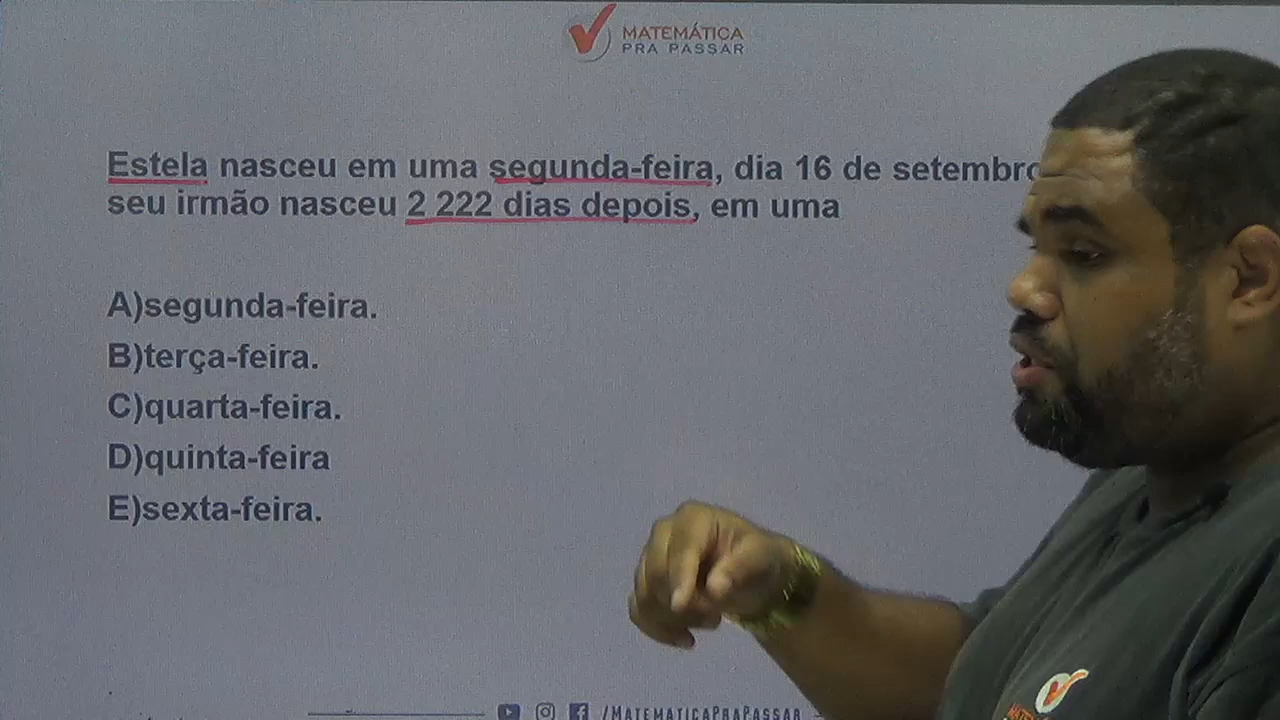 MATEMÁTICA
PRA PASSAR
Estela nasceu em uma segunda-feira, dia 16 de setembro
seu irmão nasceu 2 222 dias depois, em uma
A)segunda-feira.
B)terça-feira.
C)quarta-feira.
D)quinta-feira
E)sexta-feira.
/MATEMATICAPRAPASSAR